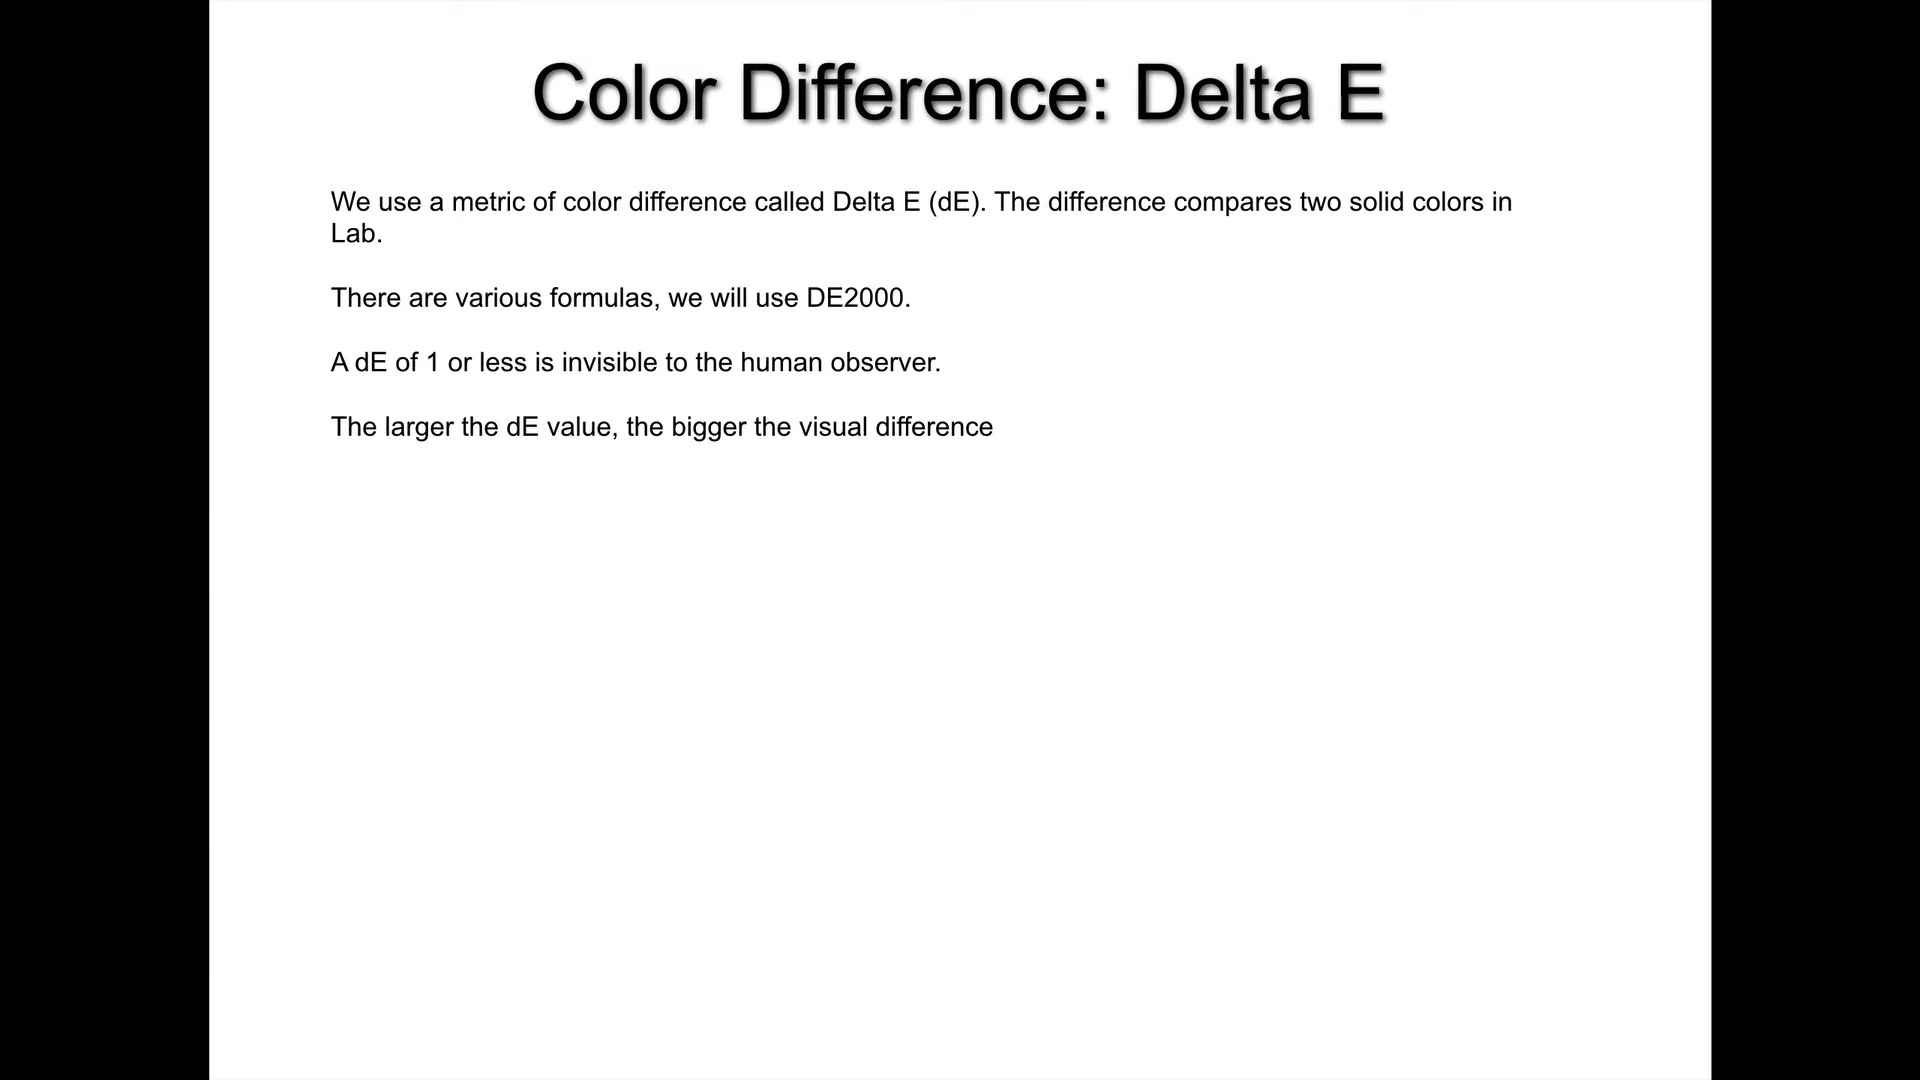 Color Difference: Delta E
We use a metric of color difference called Delta E (dE). The difference compares two solid colors in
Lab.
There are various formulas, we will use DE2000.
A dE of 1 or less is invisible to the human observer.
The larger the dE value, the bigger the visual difference